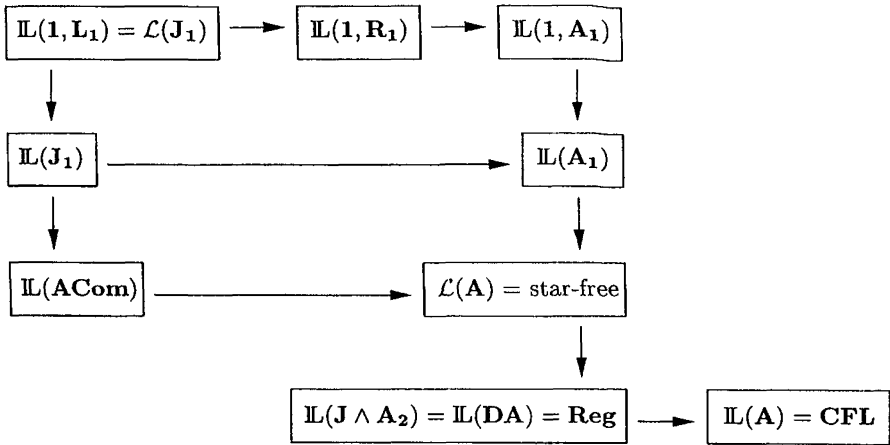 𝕃(1, L₁) = ℒ(J₁) 𝕃(1, R₁) 𝕃(1, A₁)
𝕃(J₁) 𝕃(A₁)
𝕃(ACom) ℒ(A) = star-free
𝕃(J ∧ A₂) = 𝕃(DA) = Reg 𝕃(A) = CFL